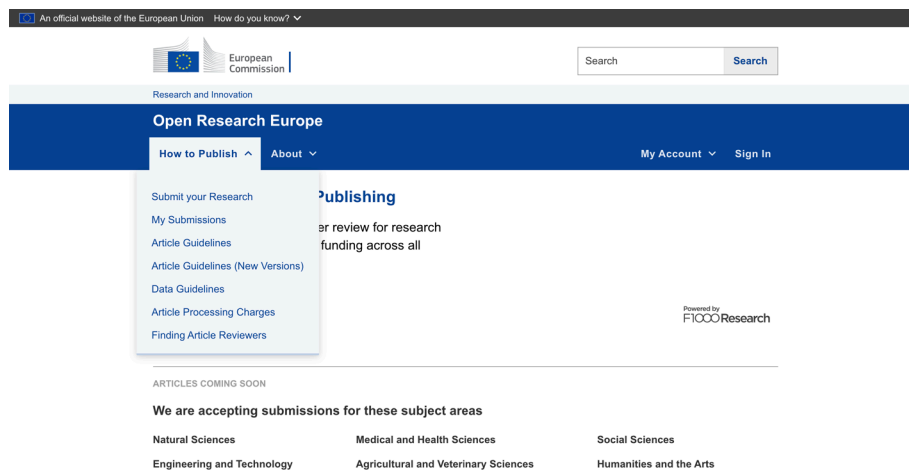 An official website of the European Union How do you know?
European
Commission
Search Search
Research and Innovation
Open Research Europe
How to Publish About My Account Sign In
Submit your Research
My Submissions
Article Guidelines
Article Guidelines (New Versions)
Data Guidelines
Article Processing Charges
Finding Article Reviewers
Publishing
er review for research
funding across all
Powered by
F1000Research
ARTICLES COMING SOON
We are accepting submissions for these subject areas
Natural Sciences Medical and Health Sciences Social Sciences
Engineering and Technology Agricultural and Veterinary Sciences Humanities and the Arts